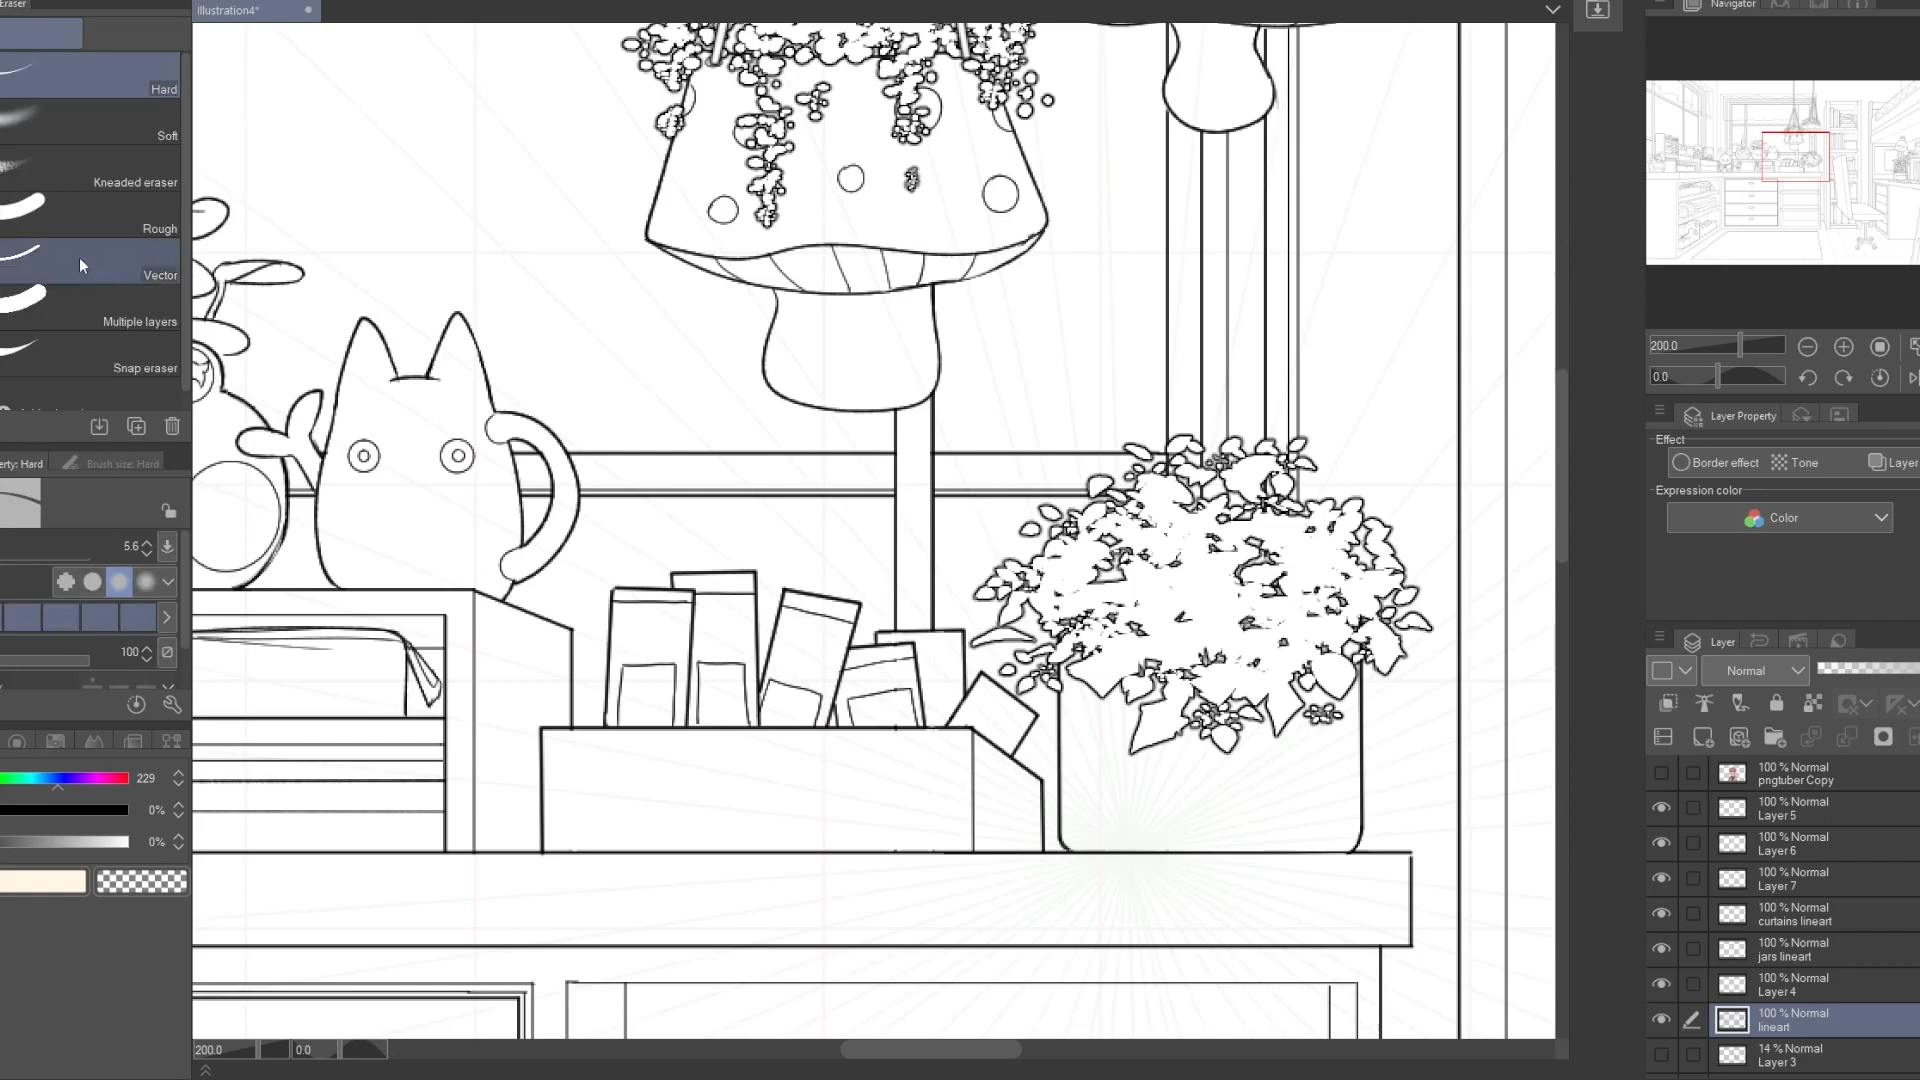 Eraser
Illustration4*
Navigator
Hard
Soft
Kneaded eraser
Rough
Vector
Multiple layers
Snap eraser
erty: Hard
Brush size: Hard
5.6
100
229
0%
0%
200.0
0.0
200.0
0.0
Layer Property
Effect
Border effect
Tone
Layer
Expression color
Color
Layer
Normal
100 % Normal
pngtuber Copy
100 % Normal
Layer 5
100 % Normal
Layer 6
100 % Normal
Layer 7
100 % Normal
curtains lineart
100 % Normal
jars lineart
100 % Normal
Layer 4
100 % Normal
lineart
14 % Normal
Layer 3